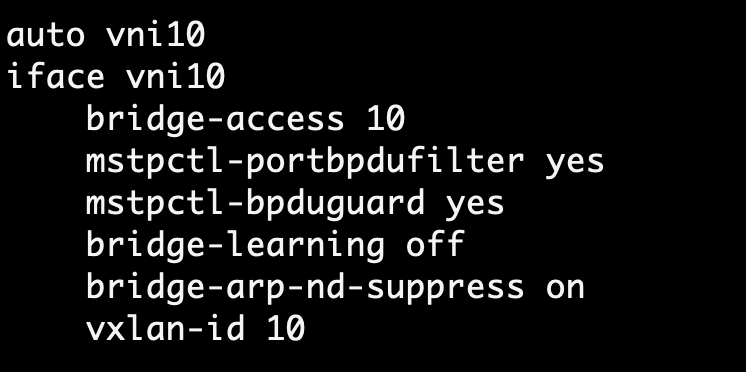 auto vni10
iface vni10
    bridge-access 10
    mstpctl-portbpdufilter yes
    mstpctl-bpduguard yes
    bridge-learning off
    bridge-arp-nd-suppress on
    vxlan-id 10